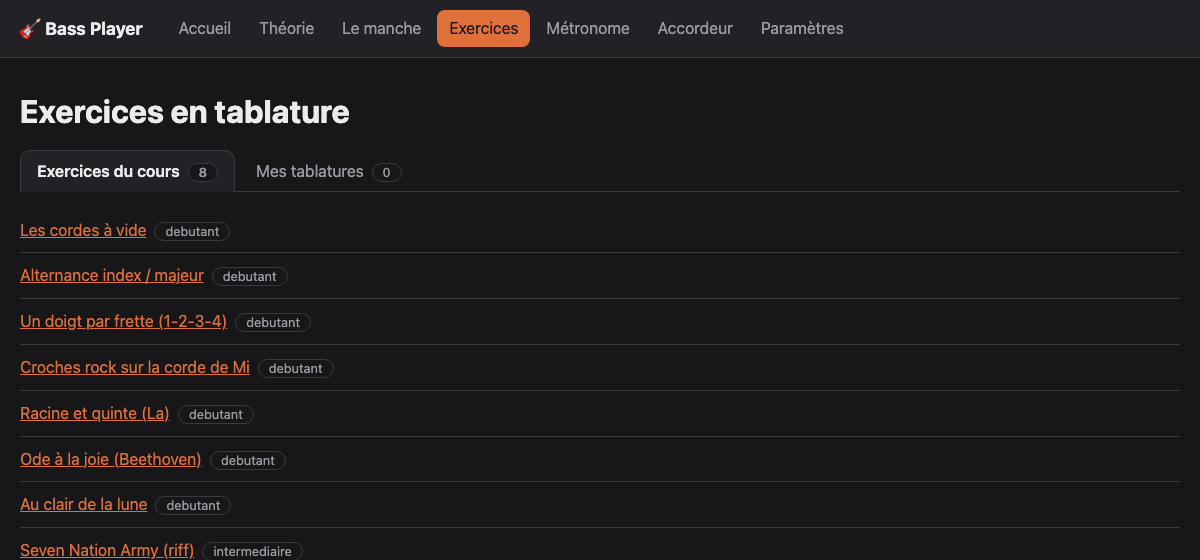 Bass Player Accueil Théorie Le manche Exercices Métronome Accordeur Paramètres
Exercices en tablature
Exercices du cours 8 Mes tablatures 0
Les cordes à vide debutant
Alternance index / majeur debutant
Un doigt par frette (1-2-3-4) debutant
Croches rock sur la corde de Mi debutant
Racine et quinte (La) debutant
Ode à la joie (Beethoven) debutant
Au clair de la lune debutant
Seven Nation Army (riff) intermediaire